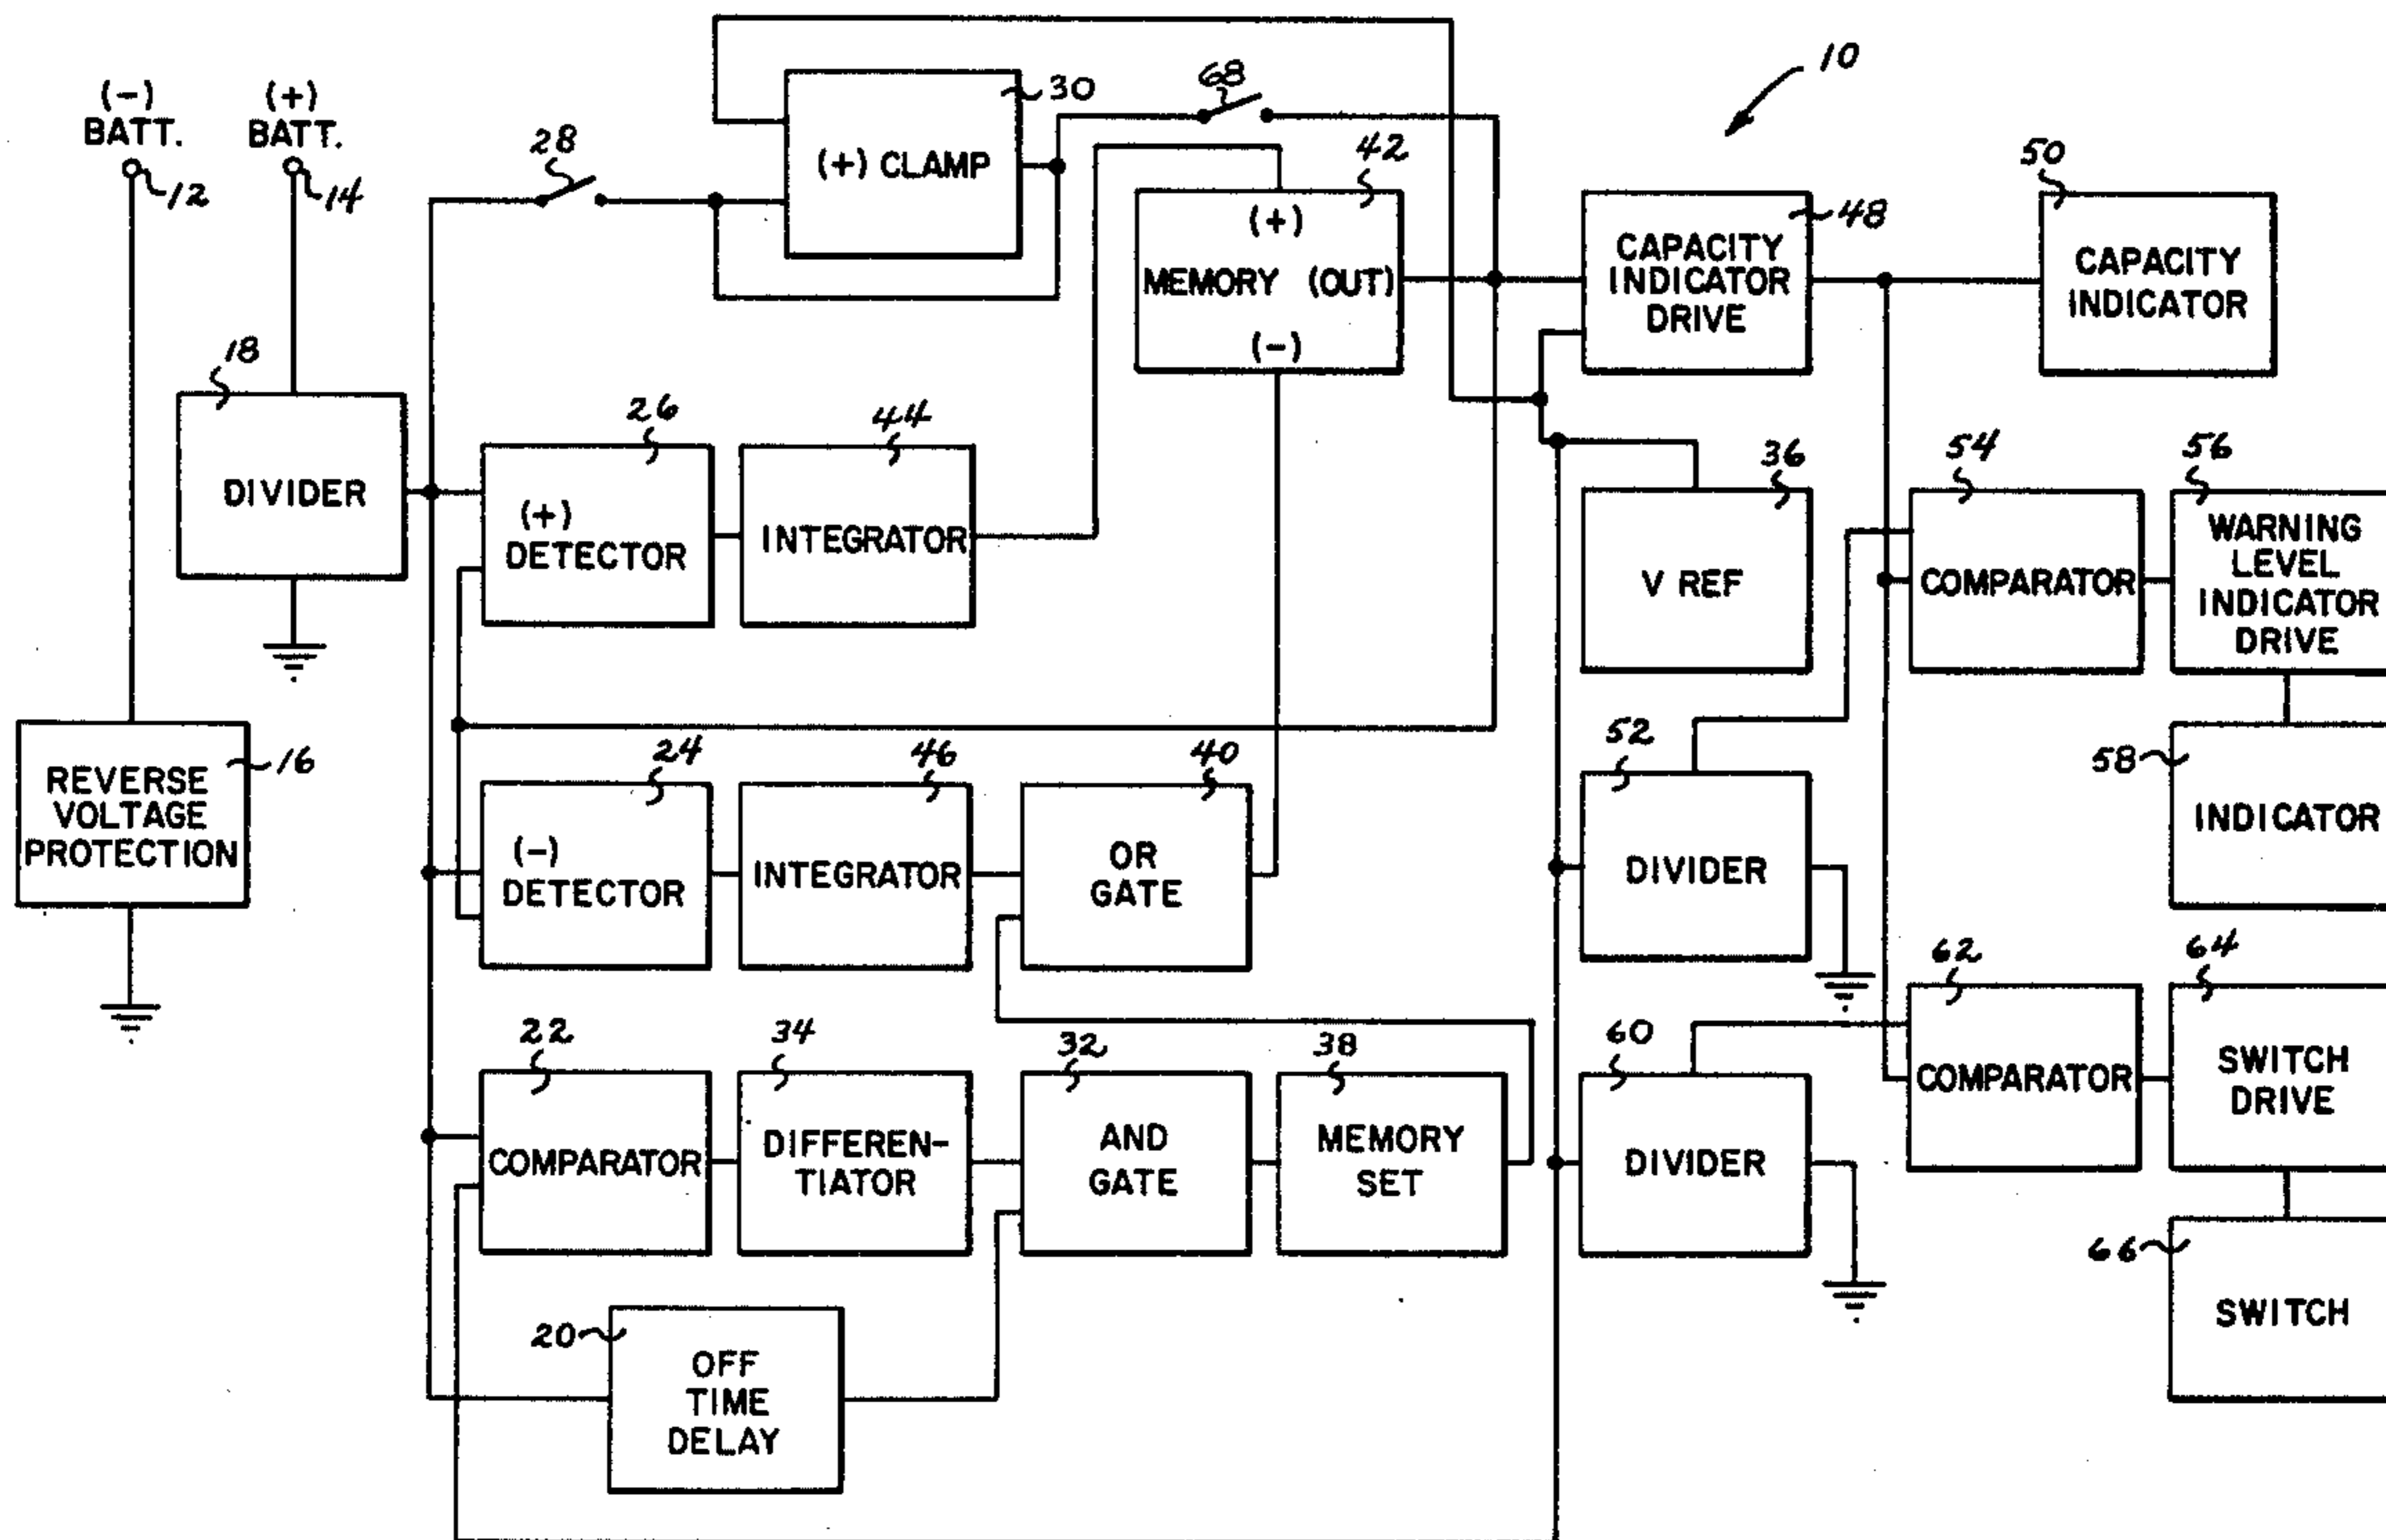 10
(-)
BATT.
12
(+)
BATT.
14
28
30
(+) CLAMP
68
42
(+)
MEMORY (OUT)
(-)
48
CAPACITY
INDICATOR
DRIVE
50
CAPACITY
INDICATOR
18
DIVIDER
26
(+)
DETECTOR
44
INTEGRATOR
36
V REF
54
COMPARATOR
56
WARNING
LEVEL
INDICATOR
DRIVE
16
REVERSE
VOLTAGE
PROTECTION
24
(-)
DETECTOR
46
INTEGRATOR
40
OR
GATE
52
DIVIDER
58
INDICATOR
22
COMPARATOR
34
DIFFEREN-
TIATOR
32
AND
GATE
38
MEMORY
SET
60
DIVIDER
62
COMPARATOR
64
SWITCH
DRIVE
20
OFF
TIME
DELAY
66
SWITCH